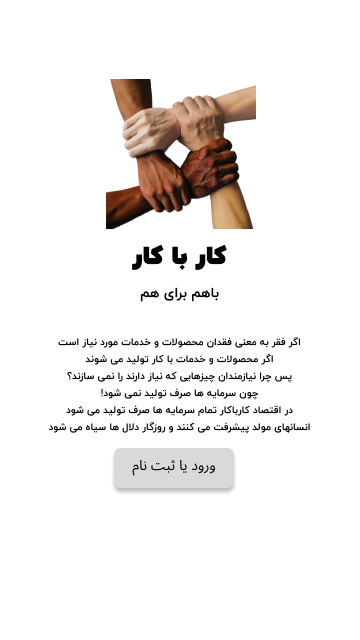 کار با کار
باهم برای هم
اگر فقر به معنی فقدان محصولات و خدمات مورد نیاز است
اگر محصولات و خدمات با کار تولید می شوند
پس چرا نیازمندان چیزهایی که نیاز دارند را نمی سازند؟
چون سرمایه ها صرف تولید نمی شود!
در اقتصاد کارباکار تمام سرمایه ها صرف تولید می شود
انسانهای مولد پیشرفت می کنند و روزگار دلال ها سیاه می شود
ورود یا ثبت نام